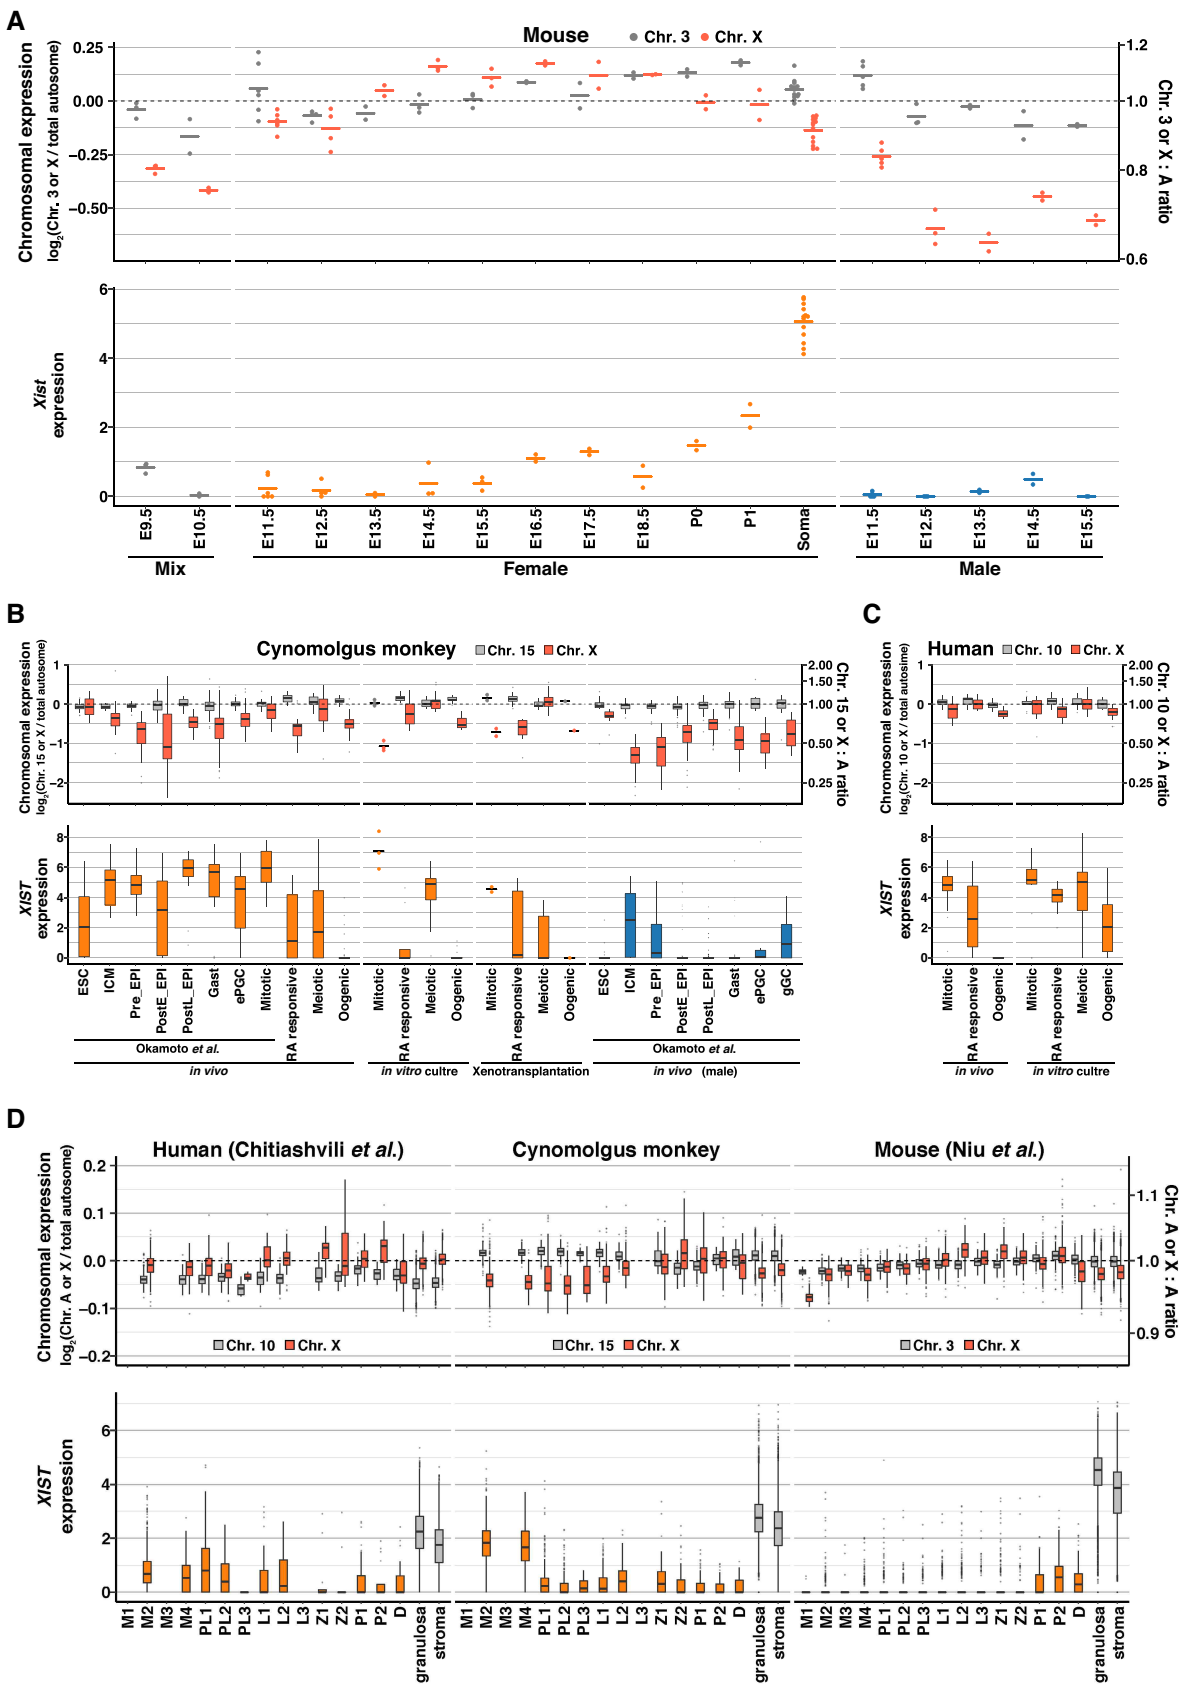 A
Mouse
Chr. 3
Chr. X
Chromosomal expression
log2(Chr. 3 or X / total autosome)
0.25
0.00
−0.25
−0.50
1.2
1.0
0.8
0.6
Chr. 3 or X : A ratio
Xist
expression
6
4
2
0
E9.5
E10.5
E11.5
E12.5
E13.5
E14.5
E15.5
E16.5
E17.5
E18.5
P0
P1
Soma
E11.5
E12.5
E13.5
E14.5
E15.5
Mix
Female
Male
B
Cynomolgus monkey
Chr. 15
Chr. X
Chromosomal expression
log2(Chr. 15 or X / total autosome)
1
0
−1
−2
2.00
1.50
1.00
0.50
0.25
Chr. 15 or X : A ratio
XIST
expression
8
6
4
2
0
ESC
ICM
Pre_EPI
PostE_EPI
PostL_EPI
Gast
ePGC
Mitotic
RA responsive
Meiotic
Oogenic
Mitotic
RA responsive
Meiotic
Oogenic
Mitotic
RA responsive
Meiotic
Oogenic
ESC
ICM
Pre_EPI
PostE_EPI
PostL_EPI
Gast
ePGC
gGC
Okamoto et al.
Okamoto et al.
in vivo
in vitro cultre
Xenotransplantation
in vivo (male)
C
Human
Chr. 10
Chr. X
Chromosomal expression
log2(Chr. 10 or X / total autosime)
1
0
−1
−2
2.00
1.50
1.00
0.50
0.25
Chr. 10 or X : A ratio
XIST
expression
8
6
4
2
0
Mitotic
RA responsive
Oogenic
Mitotic
RA responsive
Meiotic
Oogenic
in vivo
in vitro cultre
D
Human (Chitiashvili et al.)
Cynomolgus monkey
Mouse (Niu et al.)
Chromosomal expression
log2(Chr. A or X / total autosome)
0.2
0.1
0.0
−0.1
−0.2
1.1
1.0
0.9
Chr. A or X : A ratio
Chr. 10
Chr. X
Chr. 15
Chr. X
Chr. 3
Chr. X
XIST
expression
6
4
2
0
M1
M2
M3
M4
PL1
PL2
PL3
L1
L2
L3
Z1
Z2
P1
P2
D
granulosa
stroma
M1
M2
M3
M4
PL1
PL2
PL3
L1
L2
L3
Z1
Z2
P1
P2
D
granulosa
stroma
M1
M2
M3
M4
PL1
PL2
PL3
L1
L2
L3
Z1
Z2
P1
P2
D
granulosa
stroma